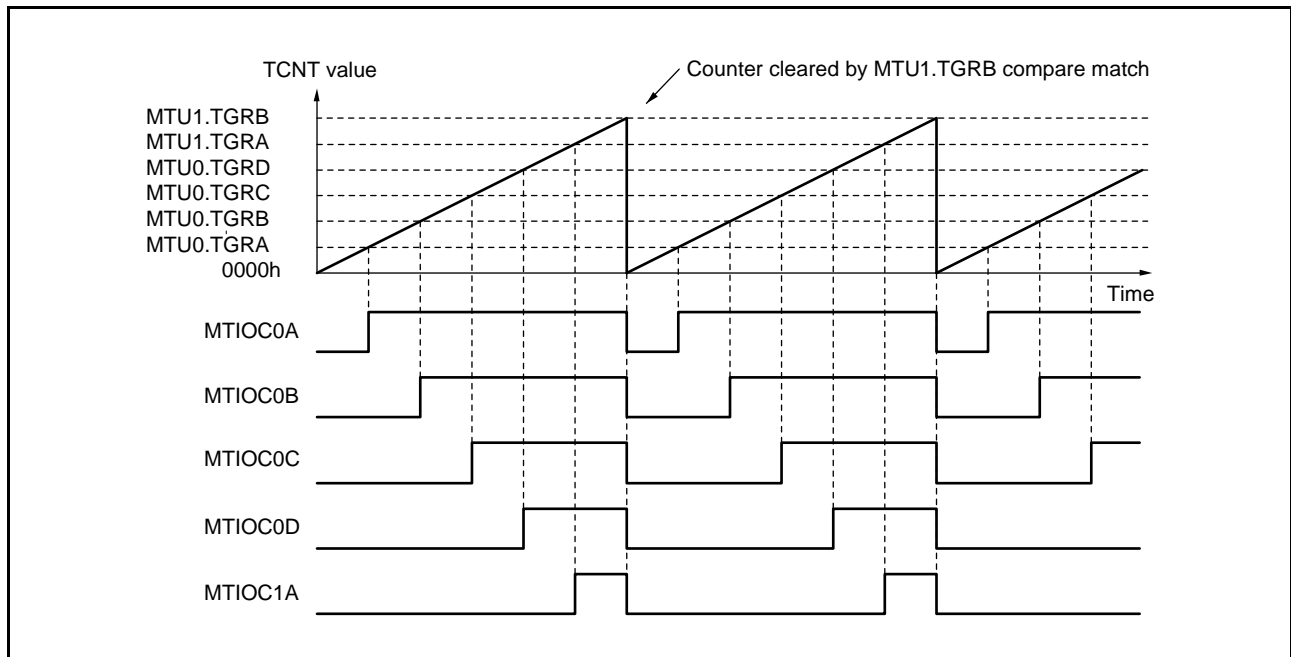 TCNT value
Counter cleared by MTU1.TGRB compare match
MTU1.TGRB
MTU1.TGRA
MTU0.TGRD
MTU0.TGRC
MTU0.TGRB
MTU0.TGRA
0000h
Time
MTIOC0A
MTIOC0B
MTIOC0C
MTIOC0D
MTIOC1A